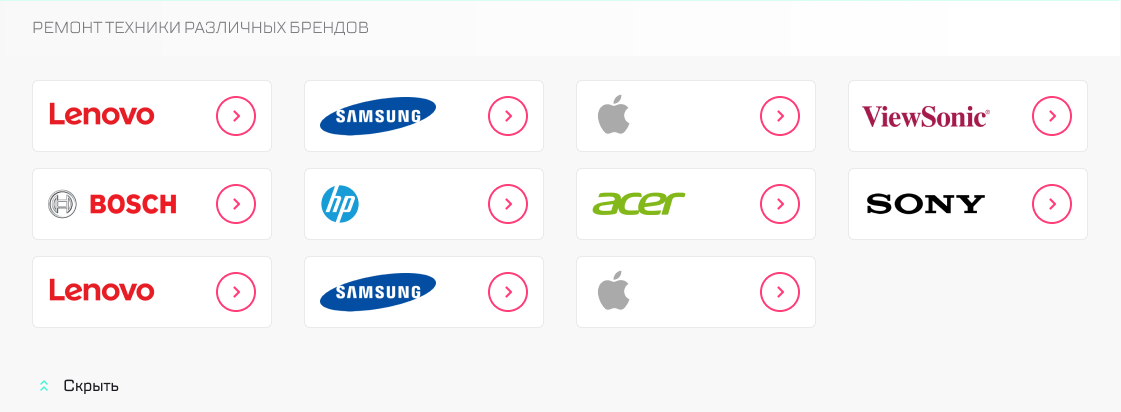 РЕМОНТ ТЕХНИКИ РАЗЛИЧНЫХ БРЕНДОВ
Lenovo SAMSUNG ViewSonic®
BOSCH hp acer SONY
Lenovo SAMSUNG
Скрыть